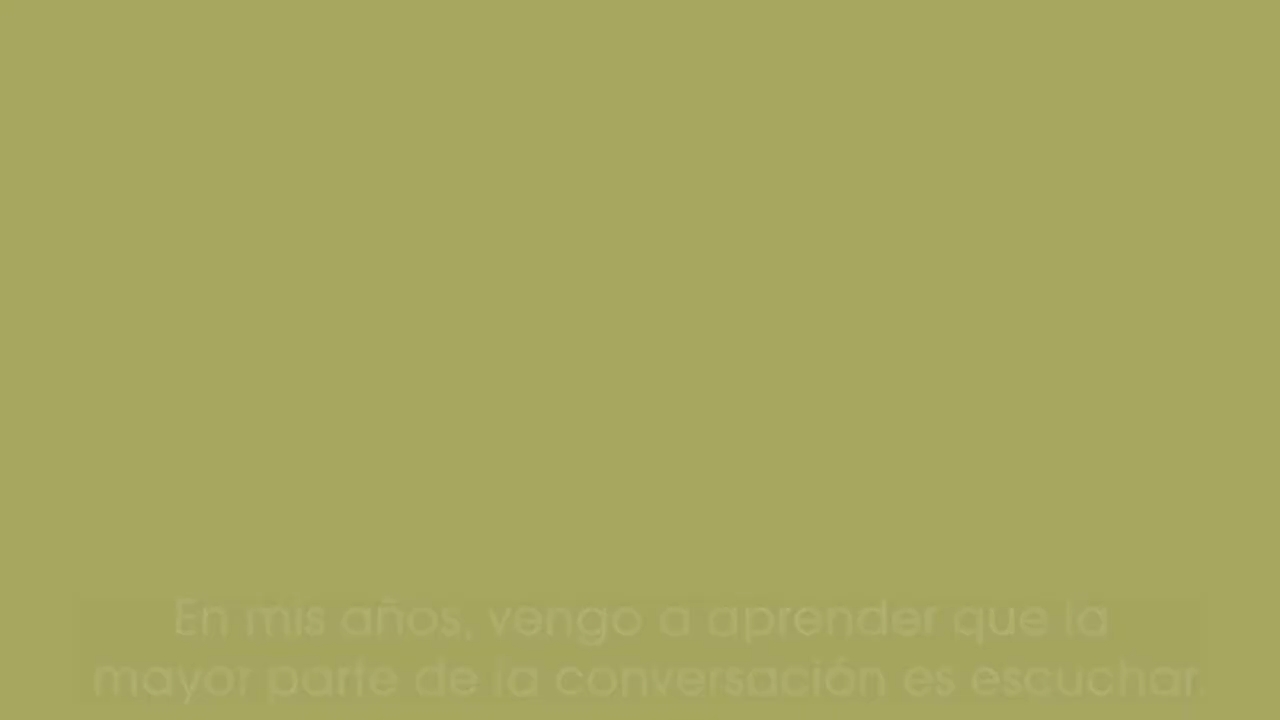 En mis años, vengo a aprender que la
mayor parte de la conversación es escuchar